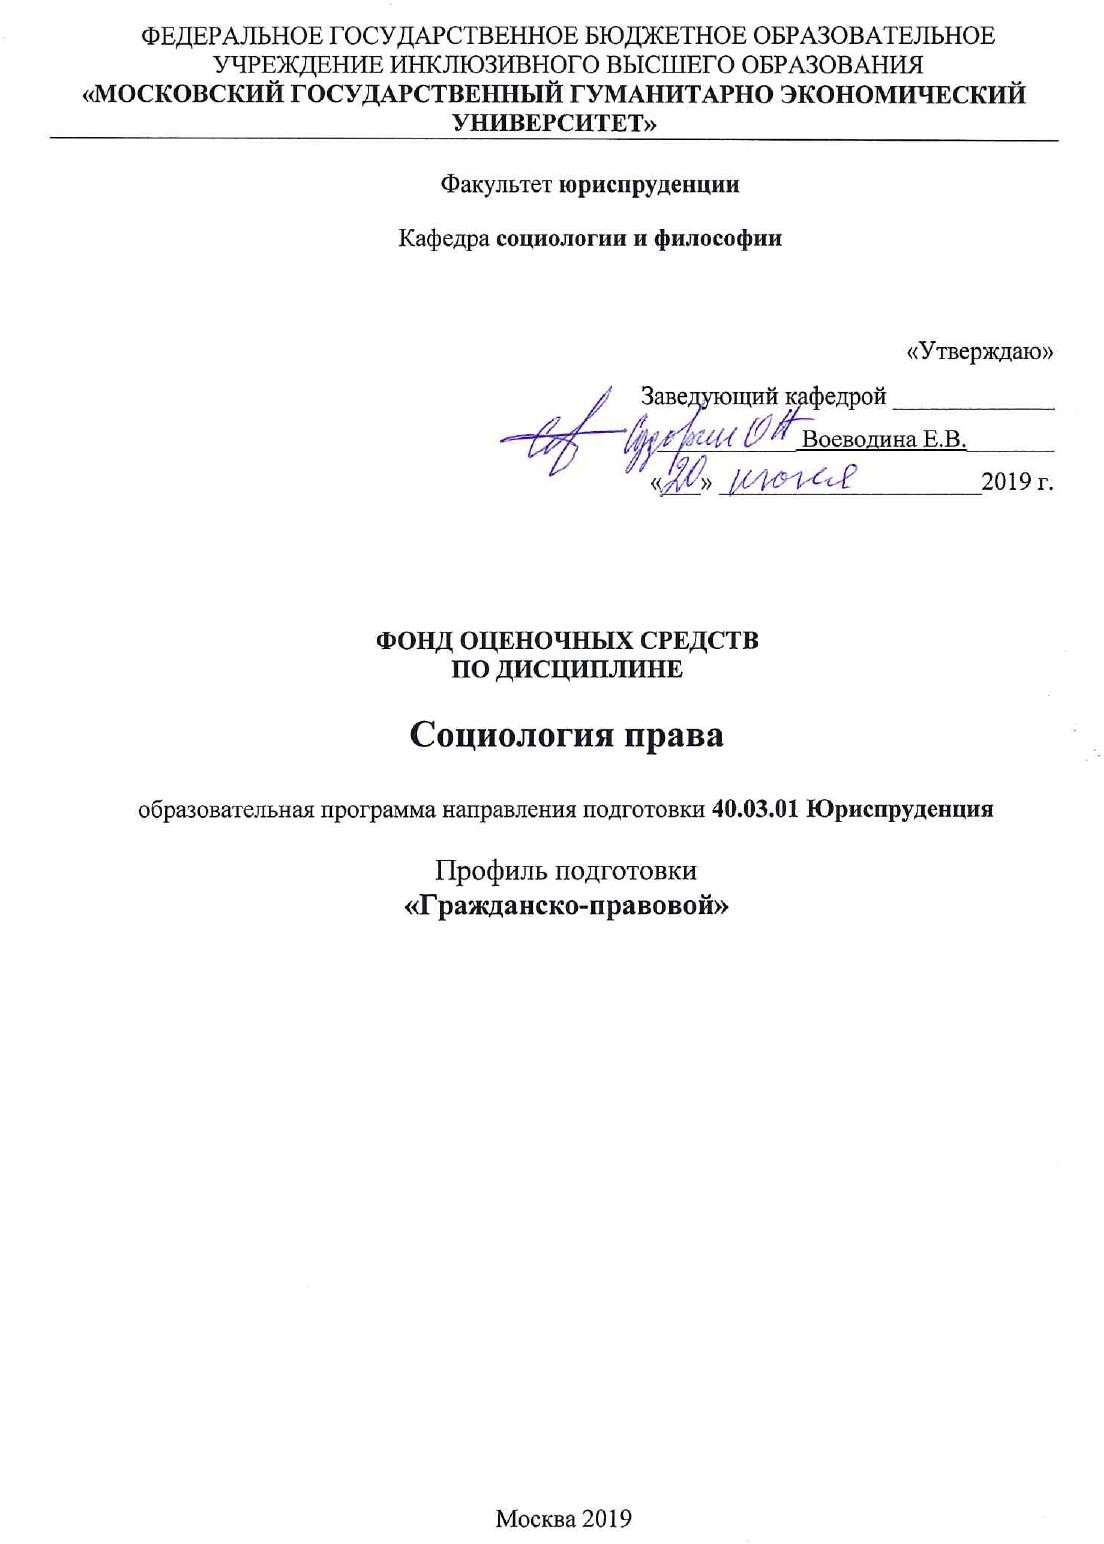 ФЕДЕРАЛЬНОЕ ГОСУДАРСТВЕННОЕ БЮДЖЕТНОЕ ОБРАЗОВАТЕЛЬНОЕ
УЧРЕЖДЕНИЕ ИНКЛЮЗИВНОГО ВЫСШЕГО ОБРАЗОВАНИЯ
«МОСКОВСКИЙ ГОСУДАРСТВЕННЫЙ ГУМАНИТАРНО ЭКОНОМИЧЕСКИЙ
УНИВЕРСИТЕТ»
Факультет юриспруденции
Кафедра социологии и философии
«Утверждаю»
Заведующий кафедрой
Воеводина Е.В.
«20» июня 2019 г.
ФОНД ОЦЕНОЧНЫХ СРЕДСТВ
ПО ДИСЦИПЛИНЕ
Социология права
образовательная программа направления подготовки 40.03.01 Юриспруденция
Профиль подготовки
«Гражданско-правовой»
Москва 2019